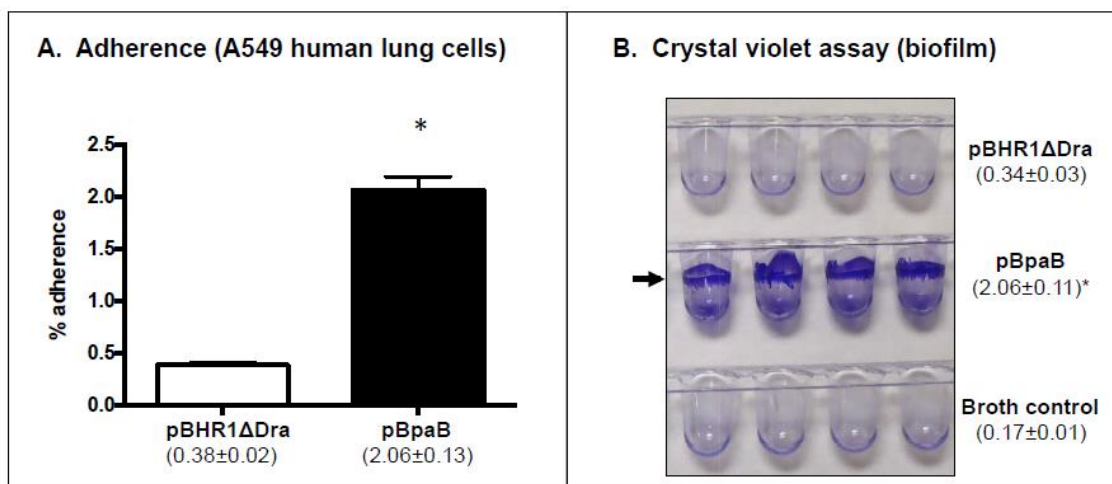 A. Adherence (A549 human lung cells)
*
2.5
2.0
1.5
1.0
0.5
0.0
% adherence
pBHR1ΔDra
(0.38±0.02)
pBpaB
(2.06±0.13)
B. Crystal violet assay (biofilm)
pBHR1ΔDra
(0.34±0.03)
pBpaB
(2.06±0.11)*
Broth control
(0.17±0.01)